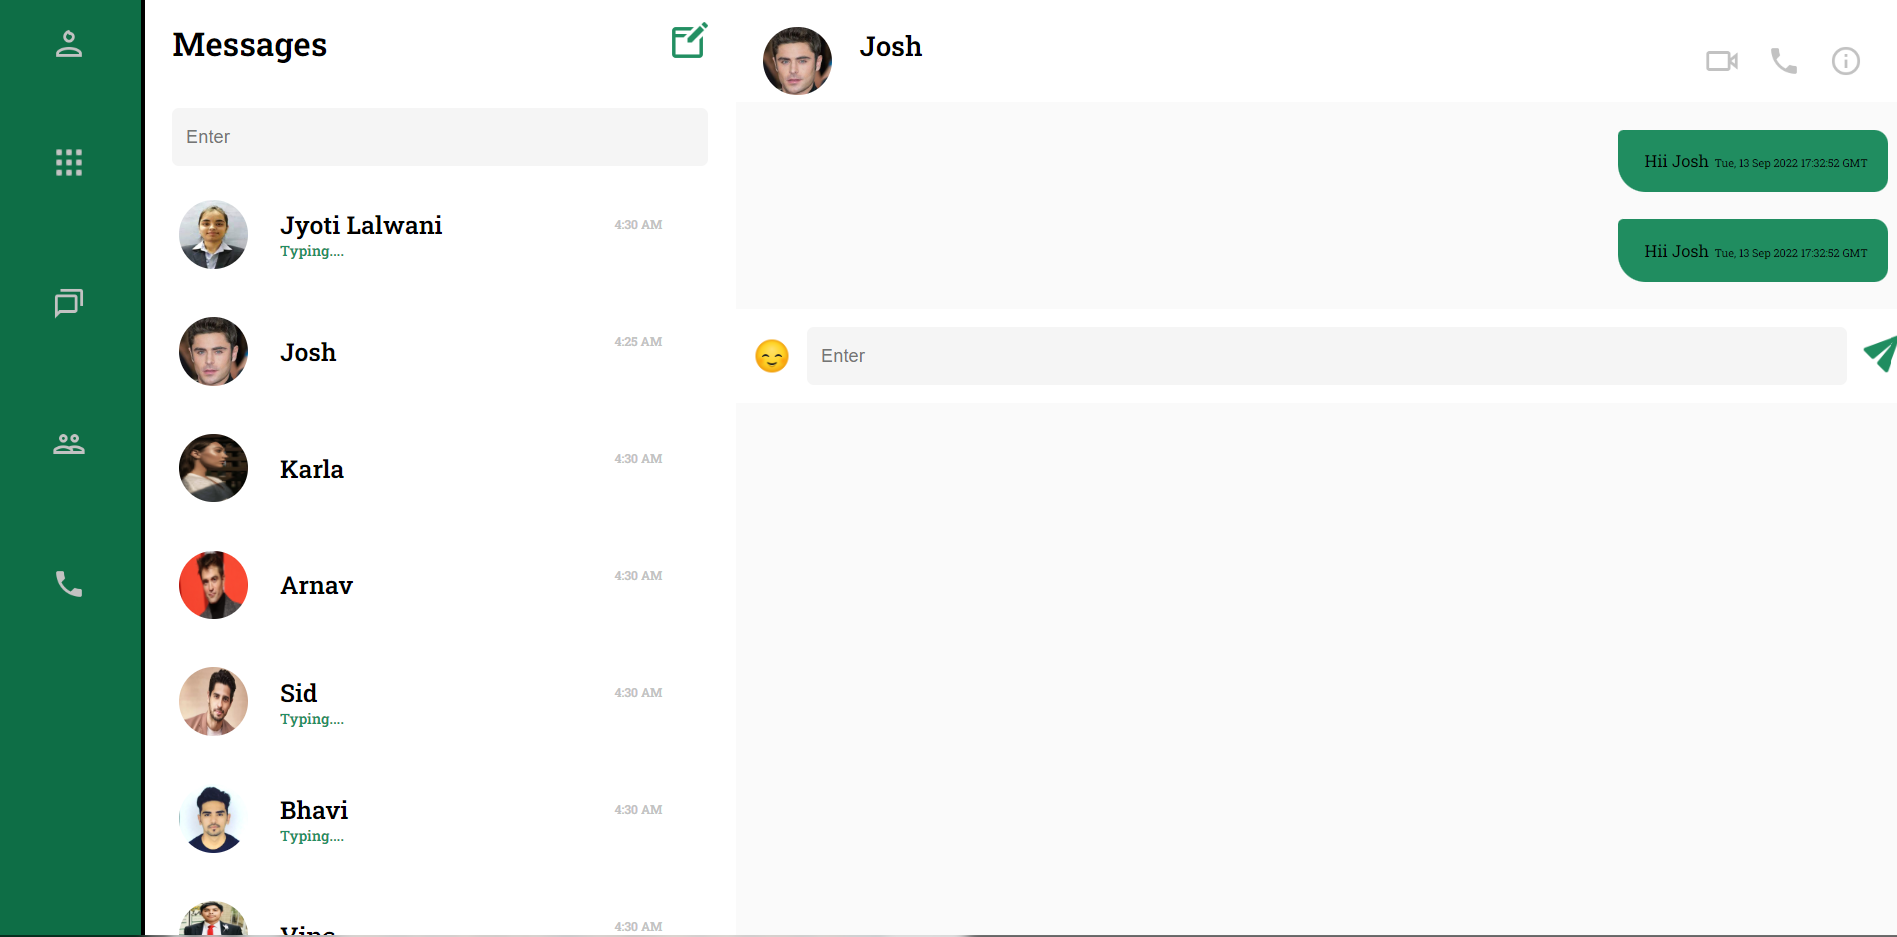 Messages
Enter
Jyoti Lalwani
4:30 AM
Typing....
Josh
4:25 AM
Karla
4:30 AM
Arnav
4:30 AM
Sid
4:30 AM
Typing....
Bhavi
4:30 AM
Typing....
4:30 AM
Josh
Hii Josh Tue, 13 Sep 2022 17:32:52 GMT
Hii Josh Tue, 13 Sep 2022 17:32:52 GMT
Enter